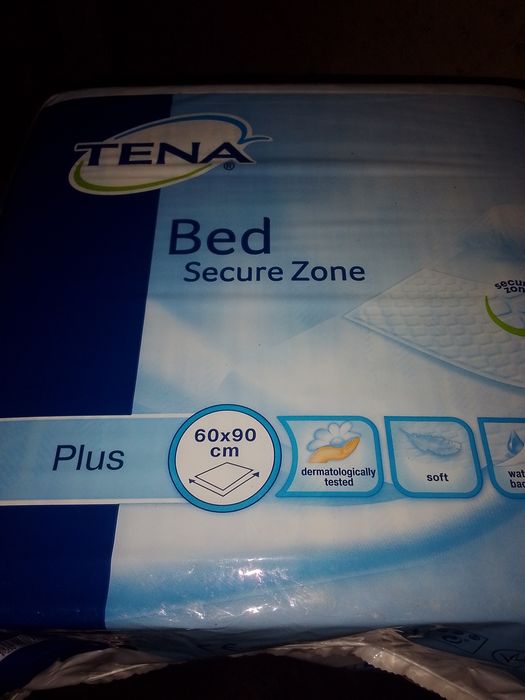 TENA®
Bed
Secure Zone
Plus
60x90
cm
dermatologically
tested
soft